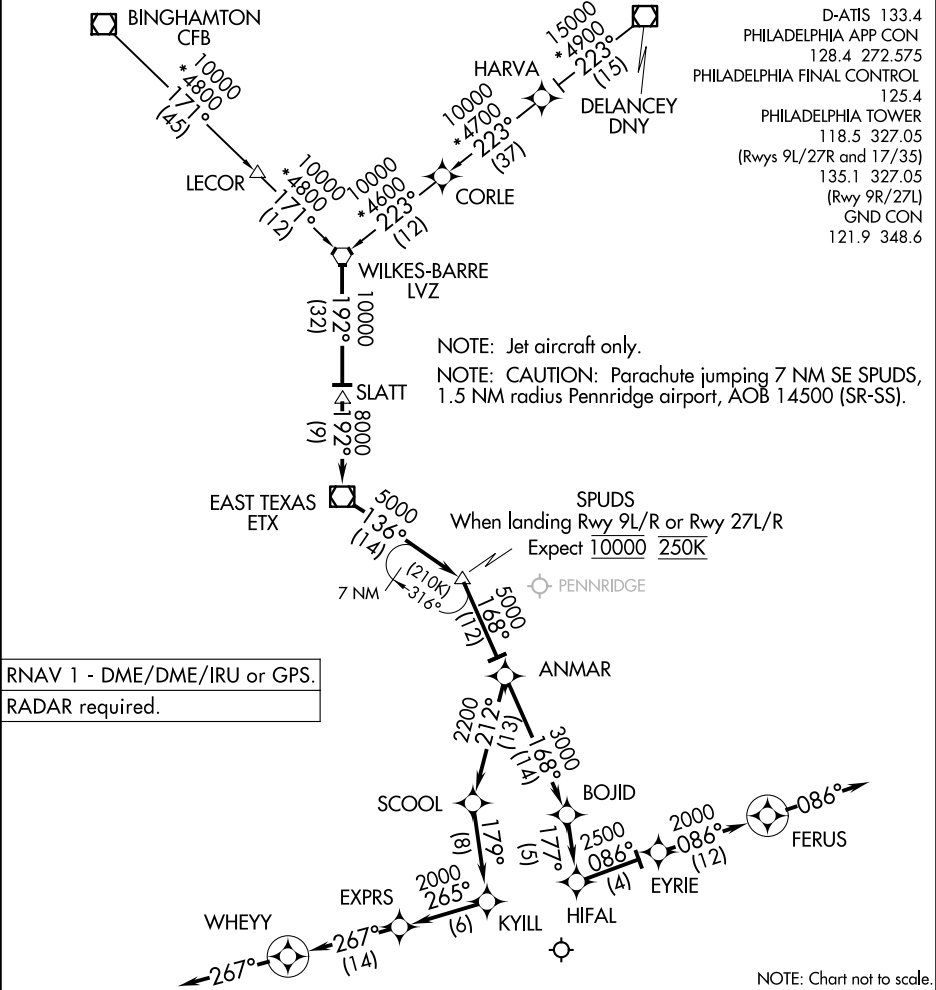 BINGHAMTON
CFB
10000
*4800
171°
(45)
LECOR
10000
*4800
171°
(12)
15000
*4900
223°
(15)
HARVA
DELANCEY
DNY
10000
*4700
223°
(37)
CORLE
10000
*4600
223°
(12)
D-ATIS 133.4
PHILADELPHIA APP CON
128.4 272.575
PHILADELPHIA FINAL CONTROL
125.4
PHILADELPHIA TOWER
118.5 327.05
(Rwys 9L/27R and 17/35)
135.1 327.05
(Rwy 9R/27L)
GND CON
121.9 348.6
WILKES-BARRE
LVZ
10000
192°
(32)
NOTE: Jet aircraft only.
NOTE: CAUTION: Parachute jumping 7 NM SE SPUDS,
1.5 NM radius Pennridge airport, AOB 14500 (SR-SS).
SLATT
8000
192°
(9)
EAST TEXAS
ETX
5000
136°
(14)
SPUDS
When landing Rwy 9L/R or Rwy 27L/R
Expect 10000 250K
7 NM
(210K)
316°
PENNRIDGE
5000
168°
(12)
RNAV 1 - DME/DME/IRU or GPS.
RADAR required.
ANMAR
2200
212°
(13)
3000
168°
(14)
SCOOL
BOJID
179°
(8)
177°
(5)
2500
086°
(4)
2000
086°
(12)
086°
FERUS
EYRIE
HIFAL
EXPRS
2000
265°
(6)
KYILL
WHEYY
267°
(14)
267°
NOTE: Chart not to scale.